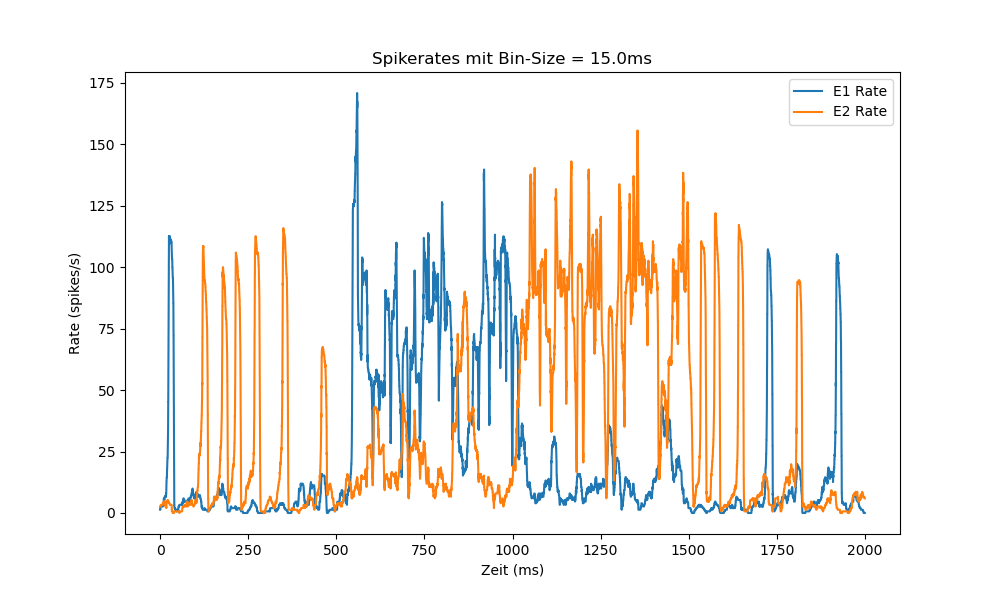 Spikerates mit Bin-Size = 15.0ms
E1 Rate
E2 Rate
Rate (spikes/s)
175
150
125
100
75
50
25
0
0 250 500 750 1000 1250 1500 1750 2000
Zeit (ms)